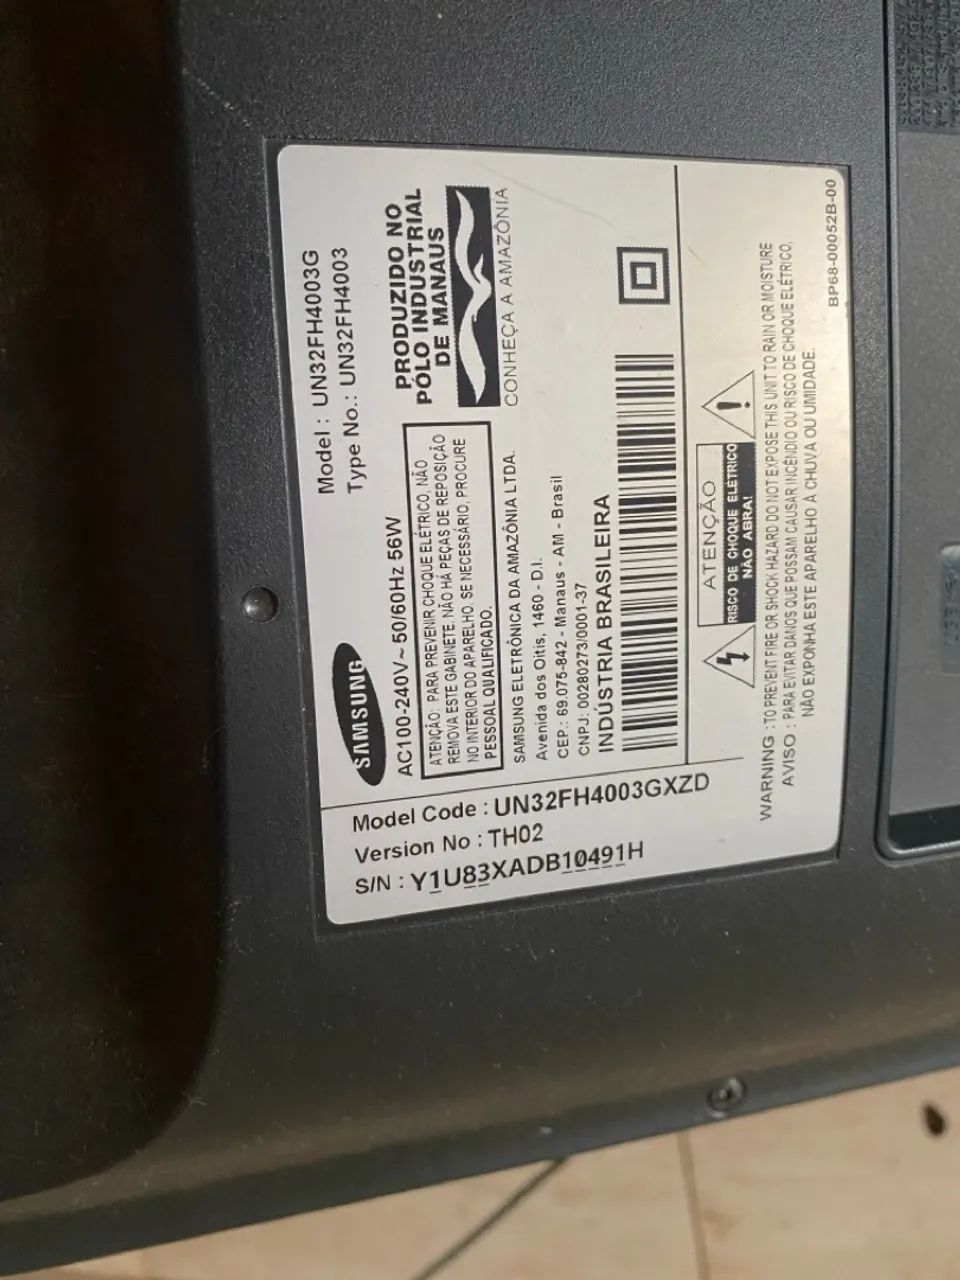 SAMSUNG
Model : UN32FH4003G
Type No.: UN32FH4003
AC100-240V~ 50/60Hz 56W
ATENÇÃO: PARA PREVENIR CHOQUE ELÉTRICO, NÃO
REMOVA ESTE GABINETE. NÃO HÁ PEÇAS DE REPOSIÇÃO
NO INTERIOR DO APARELHO. SE NECESSÁRIO, PROCURE
PESSOAL QUALIFICADO.
PRODUZIDO NO
PÓLO INDUSTRIAL
DE MANAUS
CONHEÇA A AMAZÔNIA
SAMSUNG ELETRÔNICA DA AMAZÔNIA LTDA.
Avenida dos Oitis, 1460 - D.I.
CEP.: 69.075-842 - Manaus - AM - Brasil
CNPJ: 00280273/0001-37
INDÚSTRIA BRASILEIRA
Model Code : UN32FH4003GXZD
Version No : TH02
S/N : Y1U83XADB10491H
ATENÇÃO
RISCO DE CHOQUE ELÉTRICO
NÃO ABRA!
WARNING : TO PREVENT FIRE OR SHOCK HAZARD DO NOT EXPOSE THIS UNIT TO RAIN OR MOISTURE
AVISO : PARA EVITAR DANOS QUE POSSAM CAUSAR INCÊNDIO OU RISCO DE CHOQUE ELÉTRICO,
NÃO EXPONHA ESTE APARELHO À CHUVA OU UMIDADE.
BP68-00052B-00